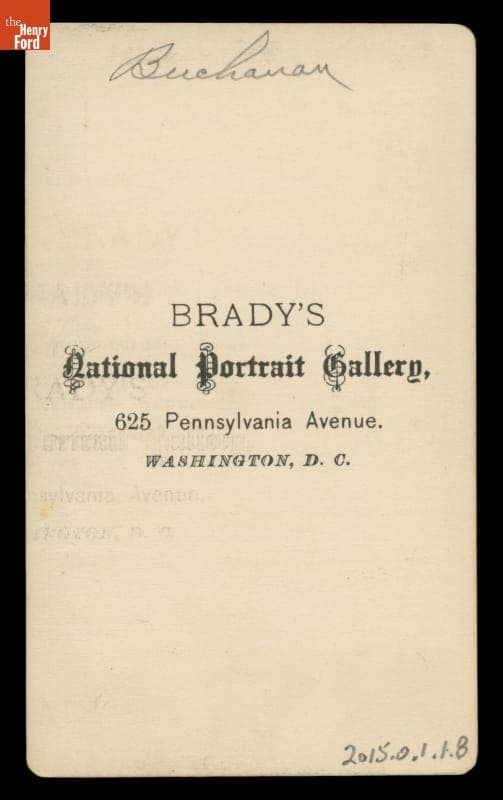 the
Henry
Ford
Buchanan
BRADY'S
National Portrait Gallery,
625 Pennsylvania Avenue.
WASHINGTON, D. C.
2015.0.1.1.8